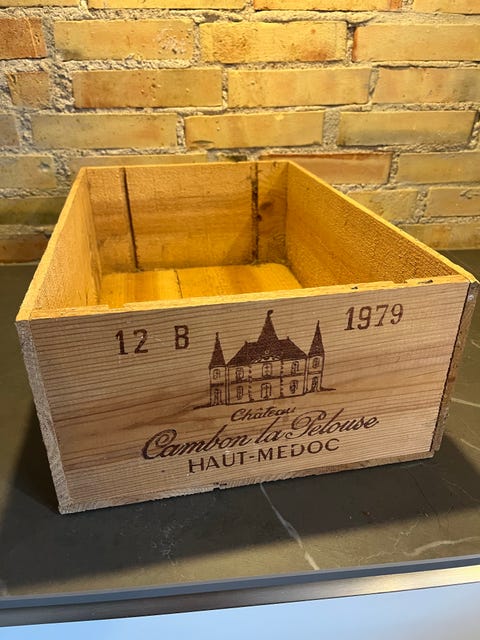 12 B 1979
Château
Cambon la Pelouse
HAUT-MEDOC